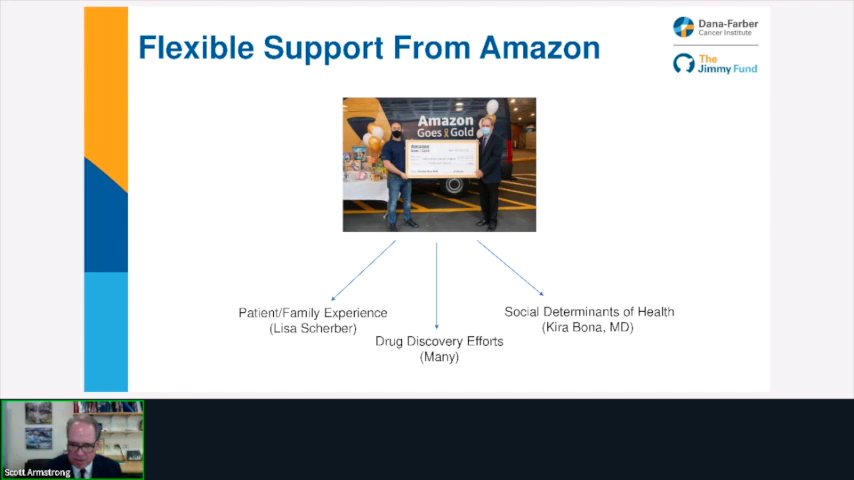 Flexible Support From Amazon
Dana-Farber
Cancer Institute
The
Jimmy Fund
Amazon
Goes Gold
Patient/Family Experience
(Lisa Scherber)
Drug Discovery Efforts
(Many)
Social Determinants of Health
(Kira Bona, MD)
Scott Armstrong